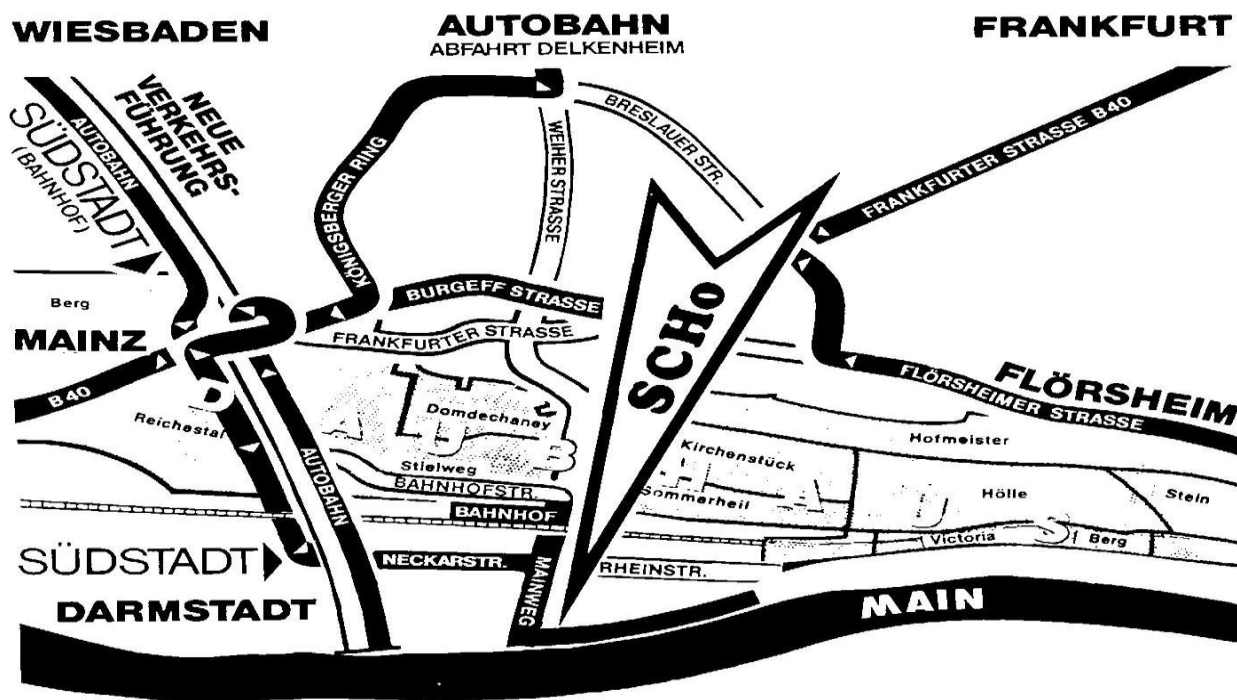 WIESBADEN
AUTOBAHN
ABFAHRT DELKENHEIM
FRANKFURT
NEUE
VERKEHRS-
FÜHRUNG
AUTOBAHN
SÜDSTADT
(BAHNHOF)
KÖNIGSBERGER RING
WEIHER STRASSE
BRESLAUER STR.
FRANKFURTER STRASSE B40
Berg
MAINZ
B 40
BURGEFF STRASSE
FRANKFURTER STRASSE
SCHo
FLÖRSHEIM
FLÖRSHEIMER STRASSE
Reichestal
Domdechaney
Stielweg
BAHNHOFSTR.
BAHNHOF
AUTOBAHN
Kirchenstück
Sommerheil
Hofmeister
Hölle
Stein
Victoria
Berg
SÜDSTADT
NECKARSTR.
MAINWEG
RHEINSTR.
DARMSTADT
MAIN